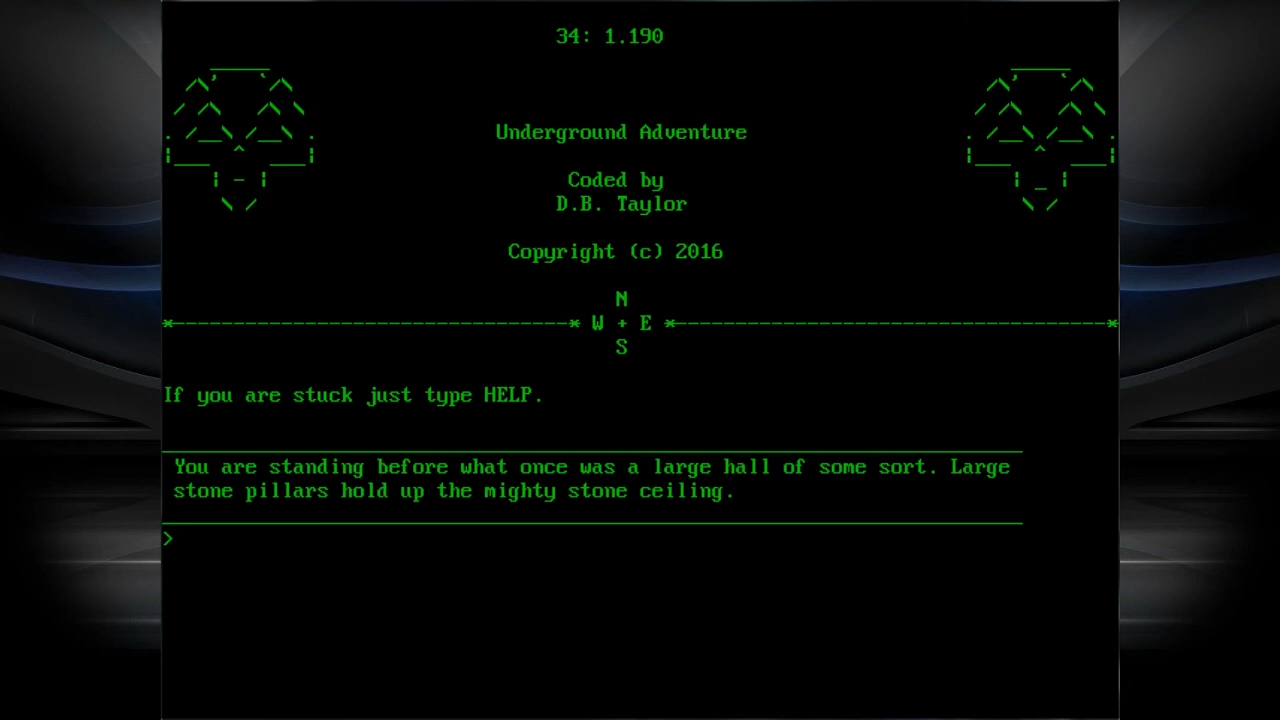 34: 1.190
Underground Adventure
Coded by
D.B. Taylor
Copyright (c) 2016
N
W + E
S
If you are stuck just type HELP.
You are standing before what once was a large hall of some sort. Large
stone pillars hold up the mighty stone ceiling.
>